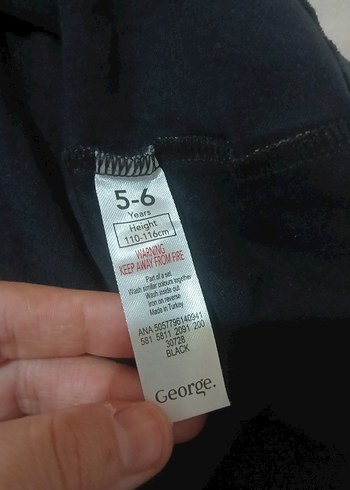 5-6
Years
Height
110-116cm
WARNING
KEEP AWAY FROM FIRE
Part of a set
Wash similar colours together
Wash inside out
Iron on reverse
Made in Turkey
ANA 5057796140941
581 5811 2091 200
30728
BLACK
George.